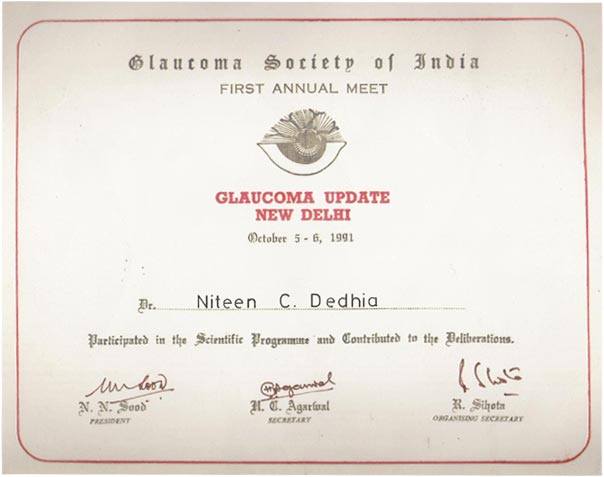 Glaucoma Society of India
FIRST ANNUAL MEET
GLAUCOMA UPDATE
NEW DELHI
October 5 - 6, 1991
Dr. Niteen C. Dedhia
Participated in the Scientific Programme and Contributed to the Deliberations.
N. N. Sood H. C. Agarwal R. Sihota
PRESIDENT SECRETARY ORGANISING SECRETARY